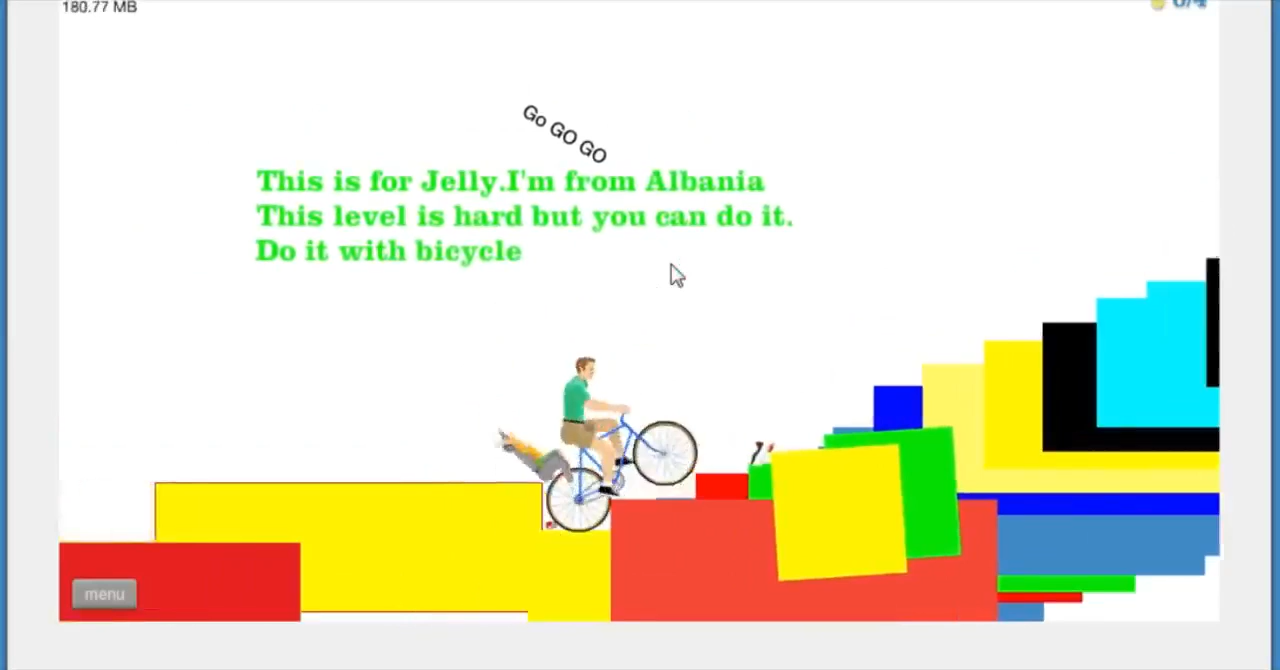 180.77 MB
Go GO GO
This is for Jelly.I'm from Albania
This level is hard but you can do it.
Do it with bicycle
menu